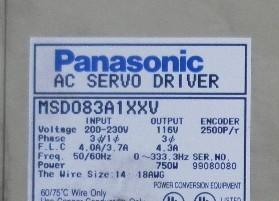 Panasonic
AC SERVO DRIVER
MSD083A1XXV
INPUT OUTPUT ENCODER
Voltage 200-230V 116V 2500P/r
Phase 3ϕ/1ϕ 3ϕ
F.L.C 4.0A/3.7A 4.3A
Freq. 50/60Hz 0~333.3Hz SER.NO.
Power 750W 99080080
The Wire Size:14 -18AWG
60/75℃ Wire Only POWER CONVERSION EQUIPMENT